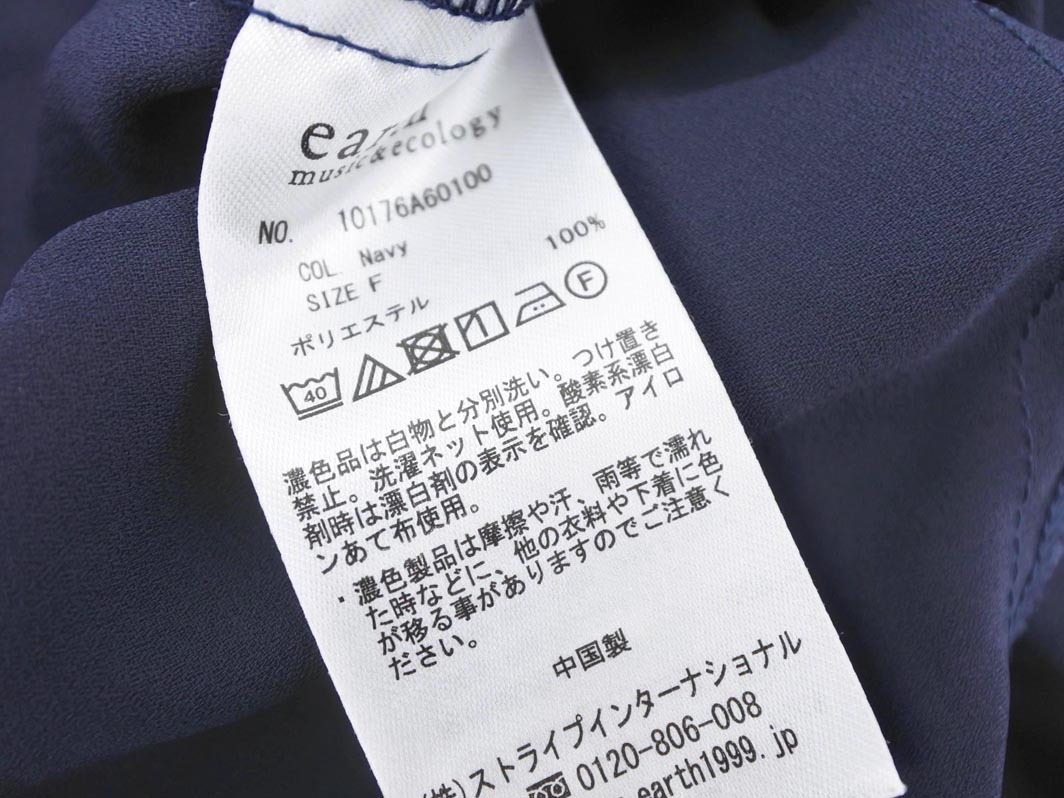 music&ecology
NO. 10176A60100
COL. Navy
SIZE F
ポリエステル 100%
40 F
濃色品は白物と分別洗い。つけ置き
禁止。洗濯ネット使用。酸素系漂白
剤時は漂白剤の表示を確認。アイロ
ンあて布使用。
・濃色製品は摩擦や汗、雨等で濡れ
た時などに、他の衣料や下着に色
が移る事がありますのでご注意く
ださい。
中国製
(株)ストライプインターナショナル
0120-806-008
earth1999.jp